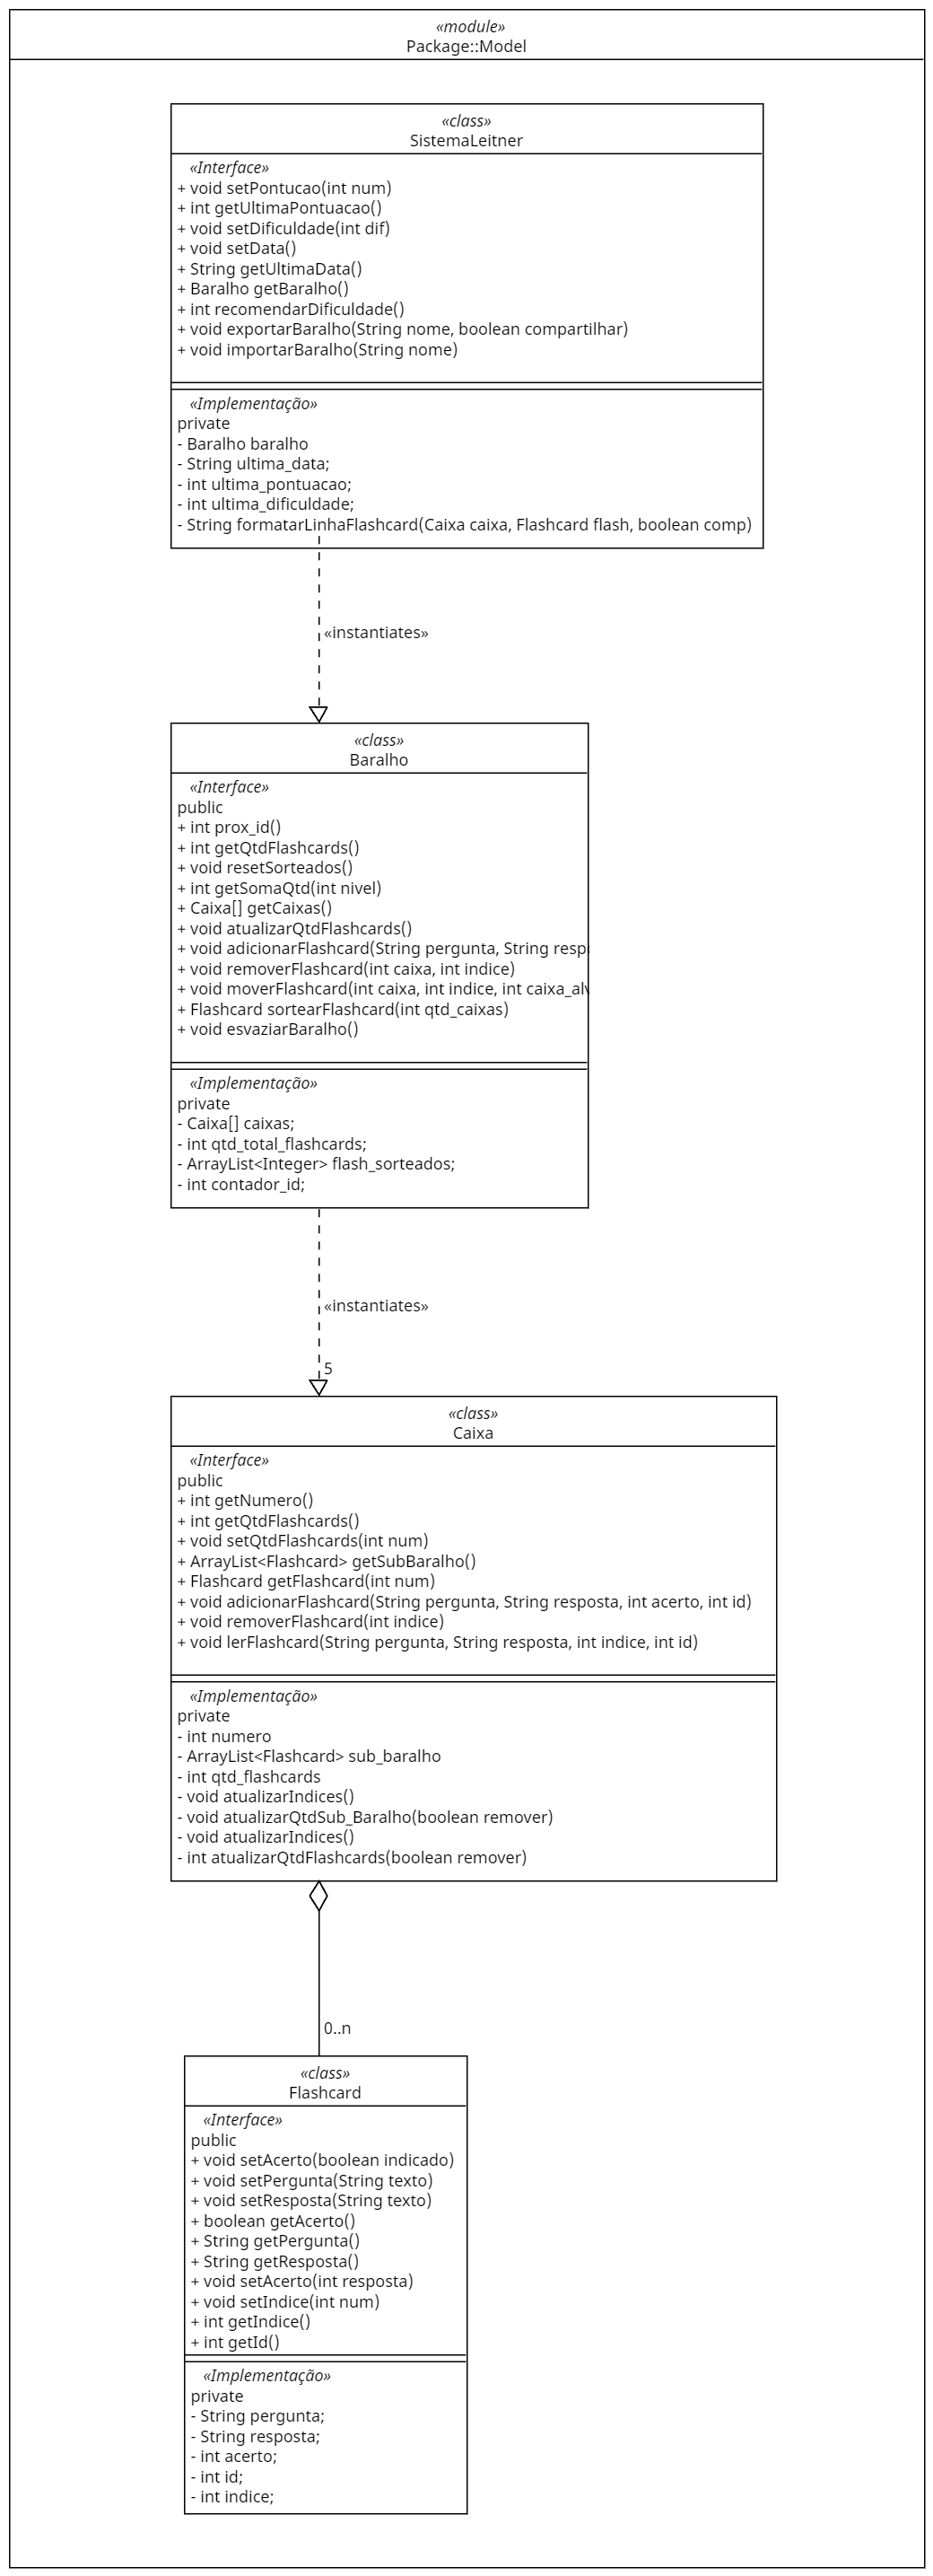 «module»
Package::Model
«class»
SistemaLeitner
«Interface»
+ void setPontucao(int num)
+ int getUltimaPontuacao()
+ void setDificuldade(int dif)
+ void setData()
+ String getUltimaData()
+ Baralho getBaralho()
+ int recomendarDificuldade()
+ void exportarBaralho(String nome, boolean compartilhar)
+ void importarBaralho(String nome)
«Implementação»
private
- Baralho baralho
- String ultima_data;
- int ultima_pontuacao;
- int ultima_dificuldade;
- String formatarLinhaFlashcard(Caixa caixa, Flashcard flash, boolean comp)
«instantiates»
«class»
Baralho
«Interface»
public
+ int prox_id()
+ int getQtdFlashcards()
+ void resetSorteados()
+ int getSomaQtd(int nivel)
+ Caixa[] getCaixas()
+ void atualizarQtdFlashcards()
+ void adicionarFlashcard(String pergunta, String
+ void removerFlashcard(int caixa, int indice)
+ void moverFlashcard(int caixa, int indice, int
+ Flashcard sortearFlashcard(int qtd_caixas)
+ void esvaziarBaralho()
«Implementação»
private
- Caixa[] caixas;
- int qtd_total_flashcards;
- ArrayList<Integer> flash_sorteados;
- int contador_id;
«instantiates»
5
«class»
Caixa
«Interface»
public
+ int getNumero()
+ int getQtdFlashcards()
+ void setQtdFlashcards(int num)
+ ArrayList<Flashcard> getSubBaralho()
+ Flashcard getFlashcard(int num)
+ void adicionarFlashcard(String pergunta, String resposta, int acerto, int id)
+ void removerFlashcard(int indice)
+ void lerFlashcard(String pergunta, String resposta, int indice, int id)
«Implementação»
private
- int numero
- ArrayList<Flashcard> sub_baralho
- int qtd_flashcards
- void atualizarIndices()
- void atualizarQtdSub_Baralho(boolean remover)
- void atualizarIndices()
- int atualizarQtdFlashcards(boolean remover)
0..n
«class»
Flashcard
«Interface»
public
+ void setAcerto(boolean indicado)
+ void setPergunta(String texto)
+ void setResposta(String texto)
+ boolean getAcerto()
+ String getPergunta()
+ String getResposta()
+ void setAcerto(int resposta)
+ void setIndice(int num)
+ int getIndice()
+ int getId()
«Implementação»
private
- String pergunta;
- String resposta;
- int acerto;
- int id;
- int indice;